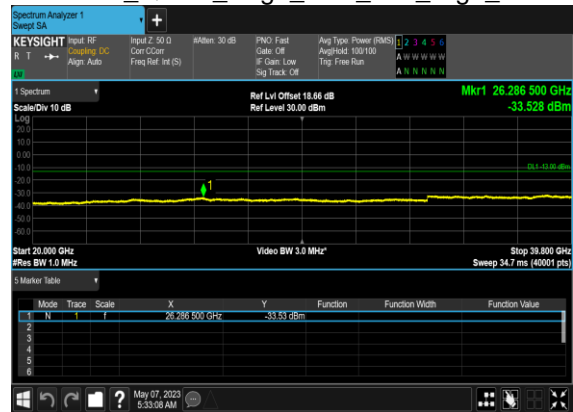 Spectrum Analyzer 1
Swept SA
KEYSIGHT Input: RF Input Z: 50 Ω #Atten: 30 dB PNO: Fast Avg Type: Power (RMS) 1 2 3 4 5 6
R T Coupling: DC Corr CCorr Gate: Off Avg|Hold: 100/100 A W W W W W
Align: Auto Freq Ref: Int (S) IF Gain: Low Trig: Free Run
LW Sig Track: Off A N N N N N
1 Spectrum Ref Lvl Offset 18.66 dB Mkr1 26.286 500 GHz
Scale/Div 10 dB Ref Level 30.00 dBm -33.528 dBm
Log
20.0
10.0
0.00
-10.0 DL1 -13.00 dBm
-20.0
-30.0 1
-40.0
-50.0
-60.0
Start 20.000 GHz Video BW 3.0 MHz* Stop 39.800 GHz
#Res BW 1.0 MHz Sweep 34.7 ms (40001 pts)
5 Marker Table
Mode Trace Scale X Y Function Function Width Function Value
1 N 1 f 26.286 500 GHz -33.53 dBm
2
3
4
5
6
? May 07, 2023
5:33:08 AM